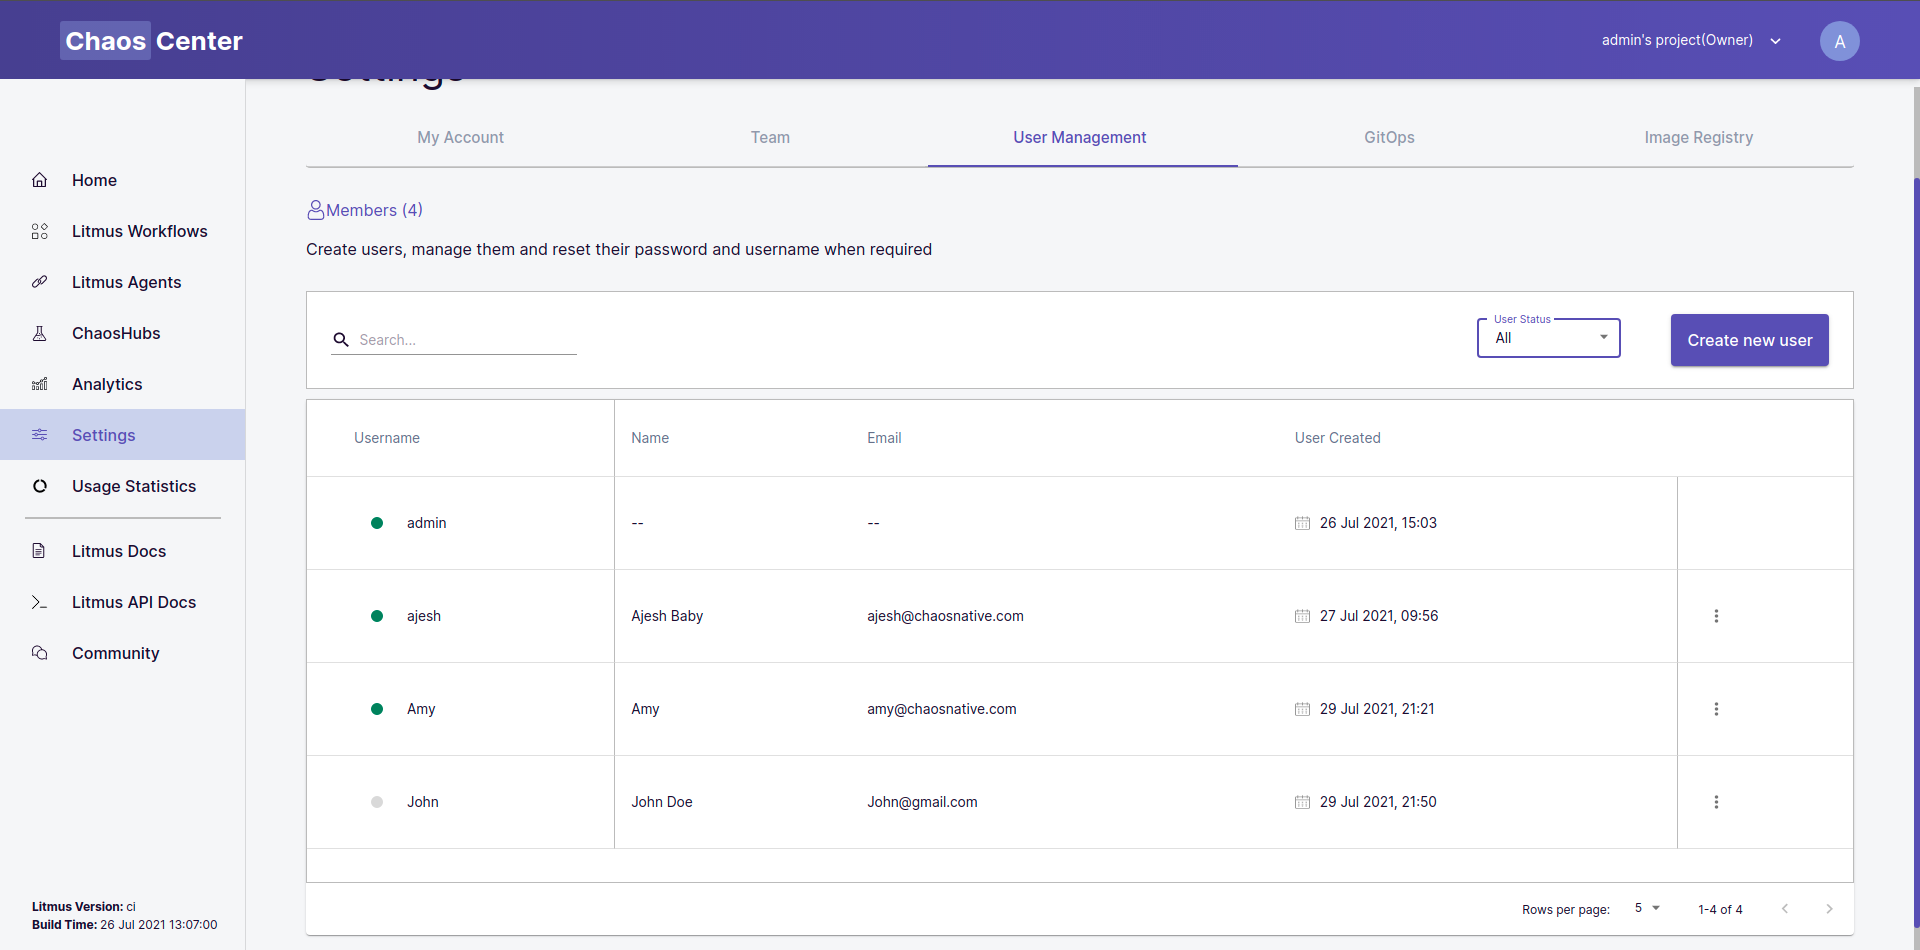 Chaos Center
admin's project(Owner)
A
Settings
My Account
Team
User Management
GitOps
Image Registry
Home
Litmus Workflows
Litmus Agents
ChaosHubs
Analytics
Settings
Usage Statistics
Litmus Docs
Litmus API Docs
Community
Litmus Version: ci
Build Time: 26 Jul 2021 13:07:00
Members (4)
Create users, manage them and reset their password and username when required
Search...
User Status
All
Create new user
Username Name Email User Created
admin -- -- 26 Jul 2021, 15:03
ajesh Ajesh Baby ajesh@chaosnative.com 27 Jul 2021, 09:56
Amy Amy amy@chaosnative.com 29 Jul 2021, 21:21
John John Doe John@gmail.com 29 Jul 2021, 21:50
Rows per page: 5 1-4 of 4